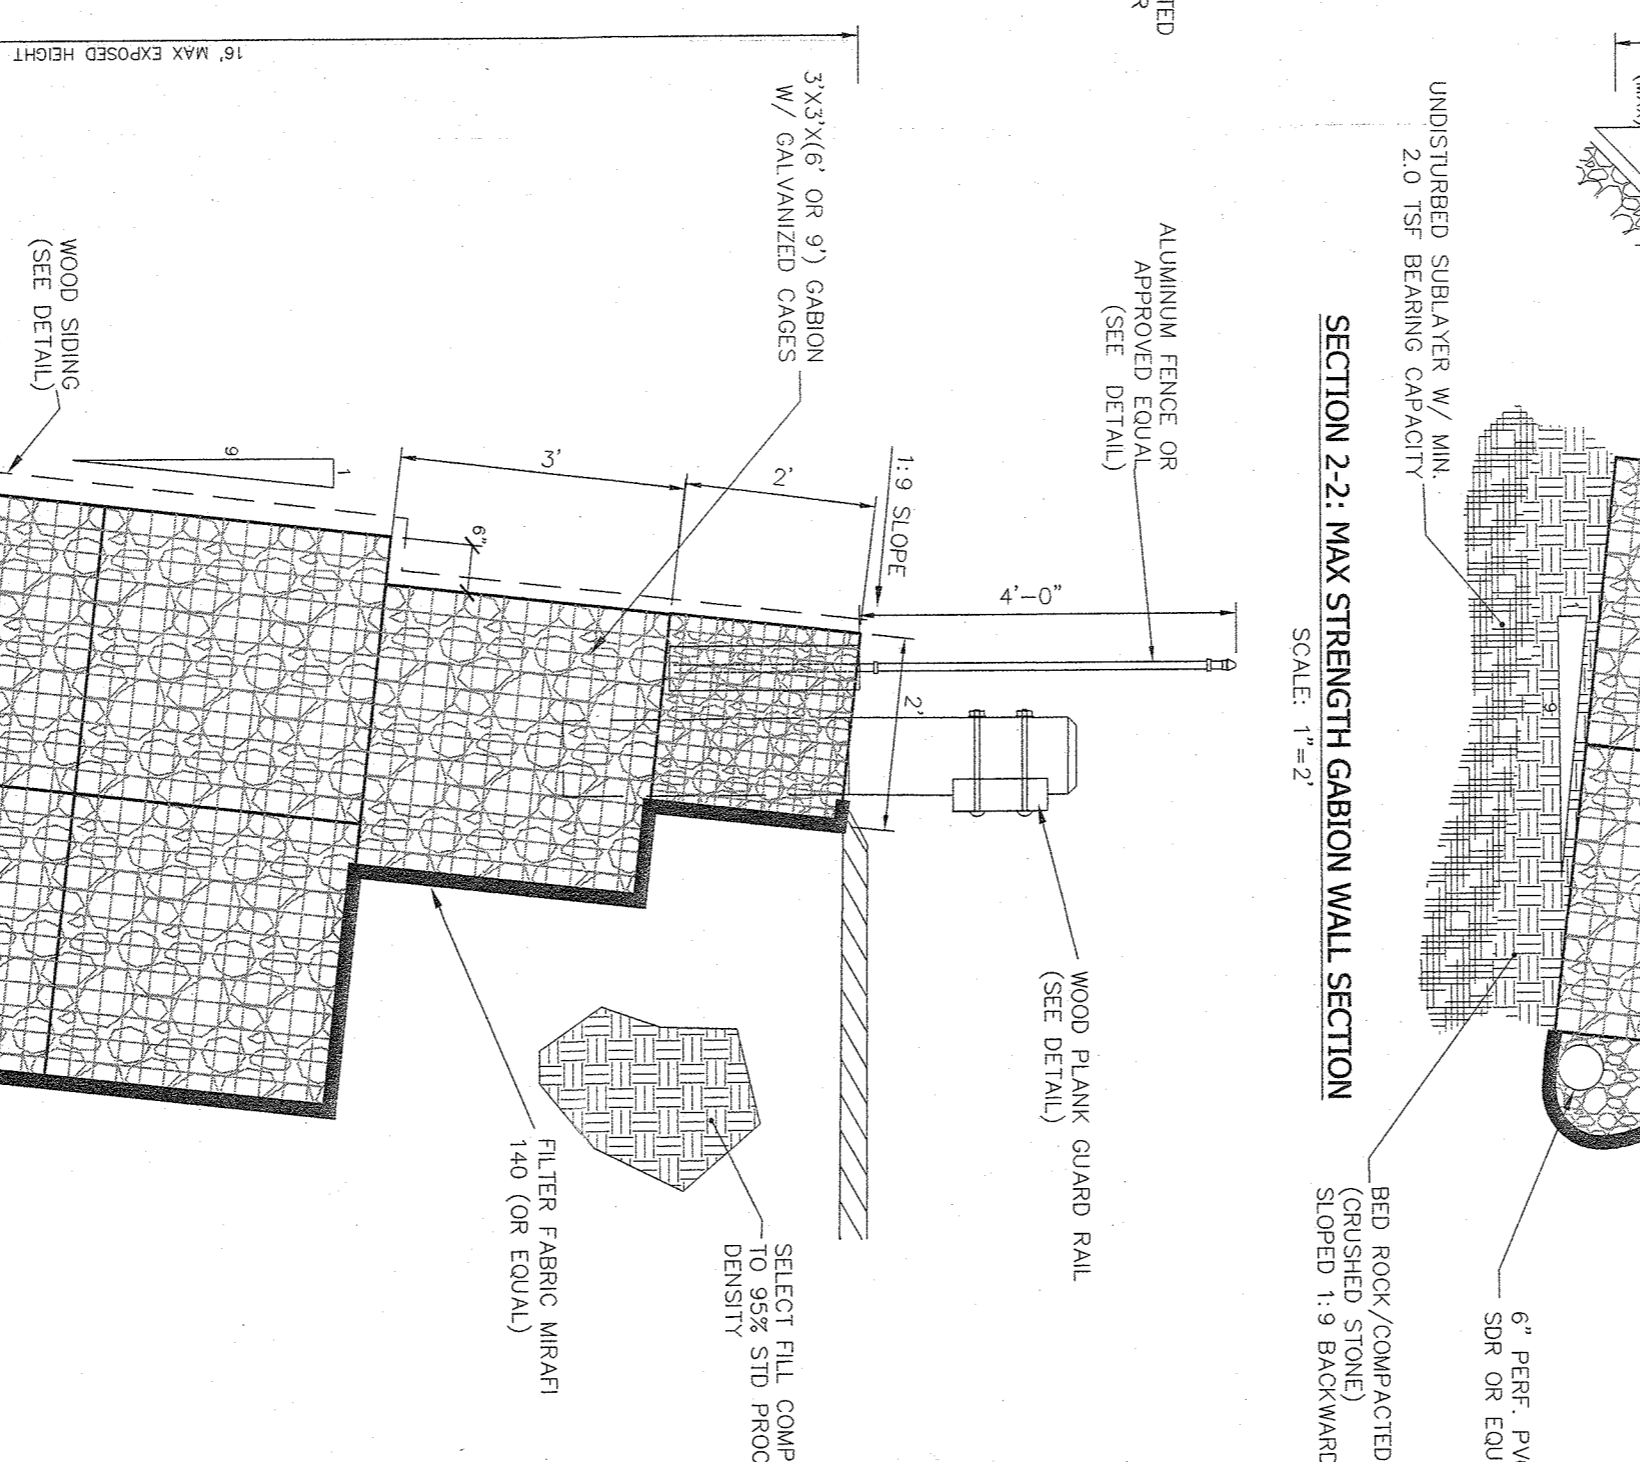 TED
R
16' MAX EXPOSED HEIGHT
3'X3'X(6' OR 9') GABION
W/ GALVANIZED CAGES
WOOD SIDING
(SEE DETAIL)
9
1
3'
2'
6"
1:9 SLOPE
4'-0"
2'
ALUMINUM FENCE OR
APPROVED EQUAL
(SEE DETAIL)
WOOD PLANK GUARD RAIL
(SEE DETAIL)
FILTER FABRIC MIRAFI
140 (OR EQUAL)
SELECT FILL COMP
TO 95% STD PROC
DENSITY
UNDISTURBED SUBLAYER W/ MIN.
2.0 TSF BEARING CAPACITY
SECTION 2-2: MAX STRENGTH GABION WALL SECTION
SCALE: 1"=2'
1
9
BED ROCK/COMPACTED
(CRUSHED STONE)
SLOPED 1:9 BACKWARD
6" PERF. PV
SDR OR EQU